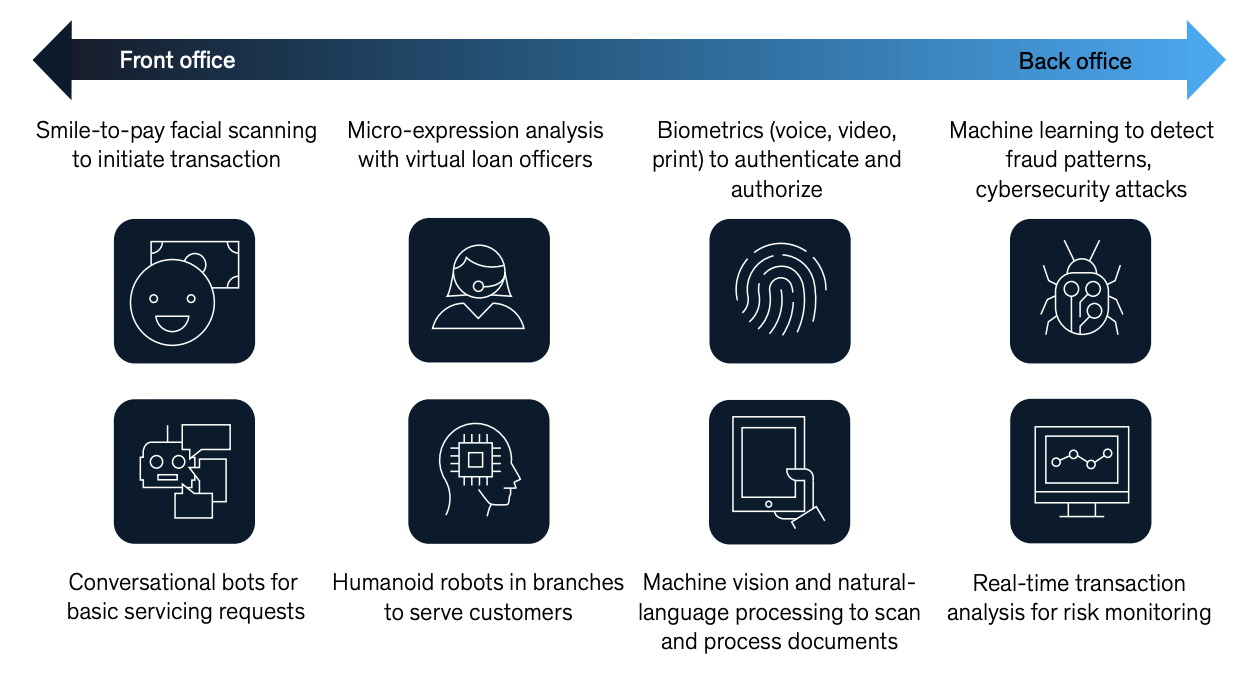 Front office
Back office
Smile-to-pay facial scanning
to initiate transaction
Micro-expression analysis
with virtual loan officers
Biometrics (voice, video,
print) to authenticate and
authorize
Machine learning to detect
fraud patterns,
cybersecurity attacks
Conversational bots for
basic servicing requests
Humanoid robots in branches
to serve customers
Machine vision and natural-
language processing to scan
and process documents
Real-time transaction
analysis for risk monitoring